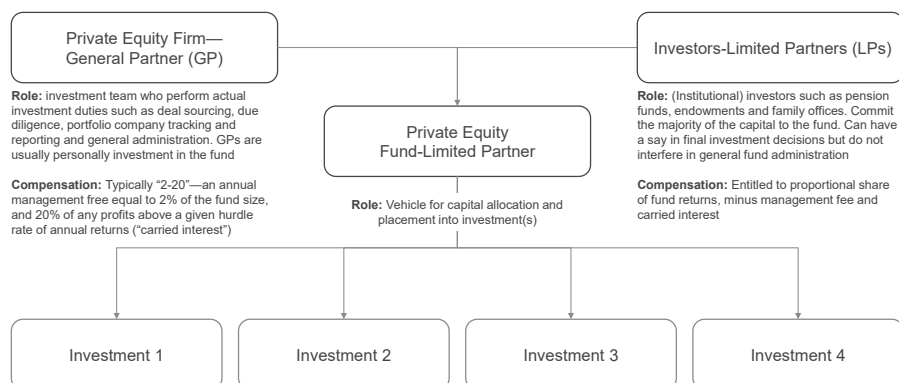 Private Equity Firm—
General Partner (GP)
Investors-Limited Partners (LPs)
Role: investment team who perform actual
investment duties such as deal sourcing, due
diligence, portfolio company tracking and
reporting and general administration. GPs are
usually personally investment in the fund
Compensation: Typically “2-20”—an annual
management free equal to 2% of the fund size,
and 20% of any profits above a given hurdle
rate of annual returns (“carried interest”)
Private Equity
Fund-Limited Partner
Role: Vehicle for capital allocation and
placement into investment(s)
Role: (Institutional) investors such as pension
funds, endowments and family offices. Commit
the majority of the capital to the fund. Can have
a say in final investment decisions but do not
interfere in general fund administration
Compensation: Entitled to proportional share
of fund returns, minus management fee and
carried interest
Investment 1
Investment 2
Investment 3
Investment 4